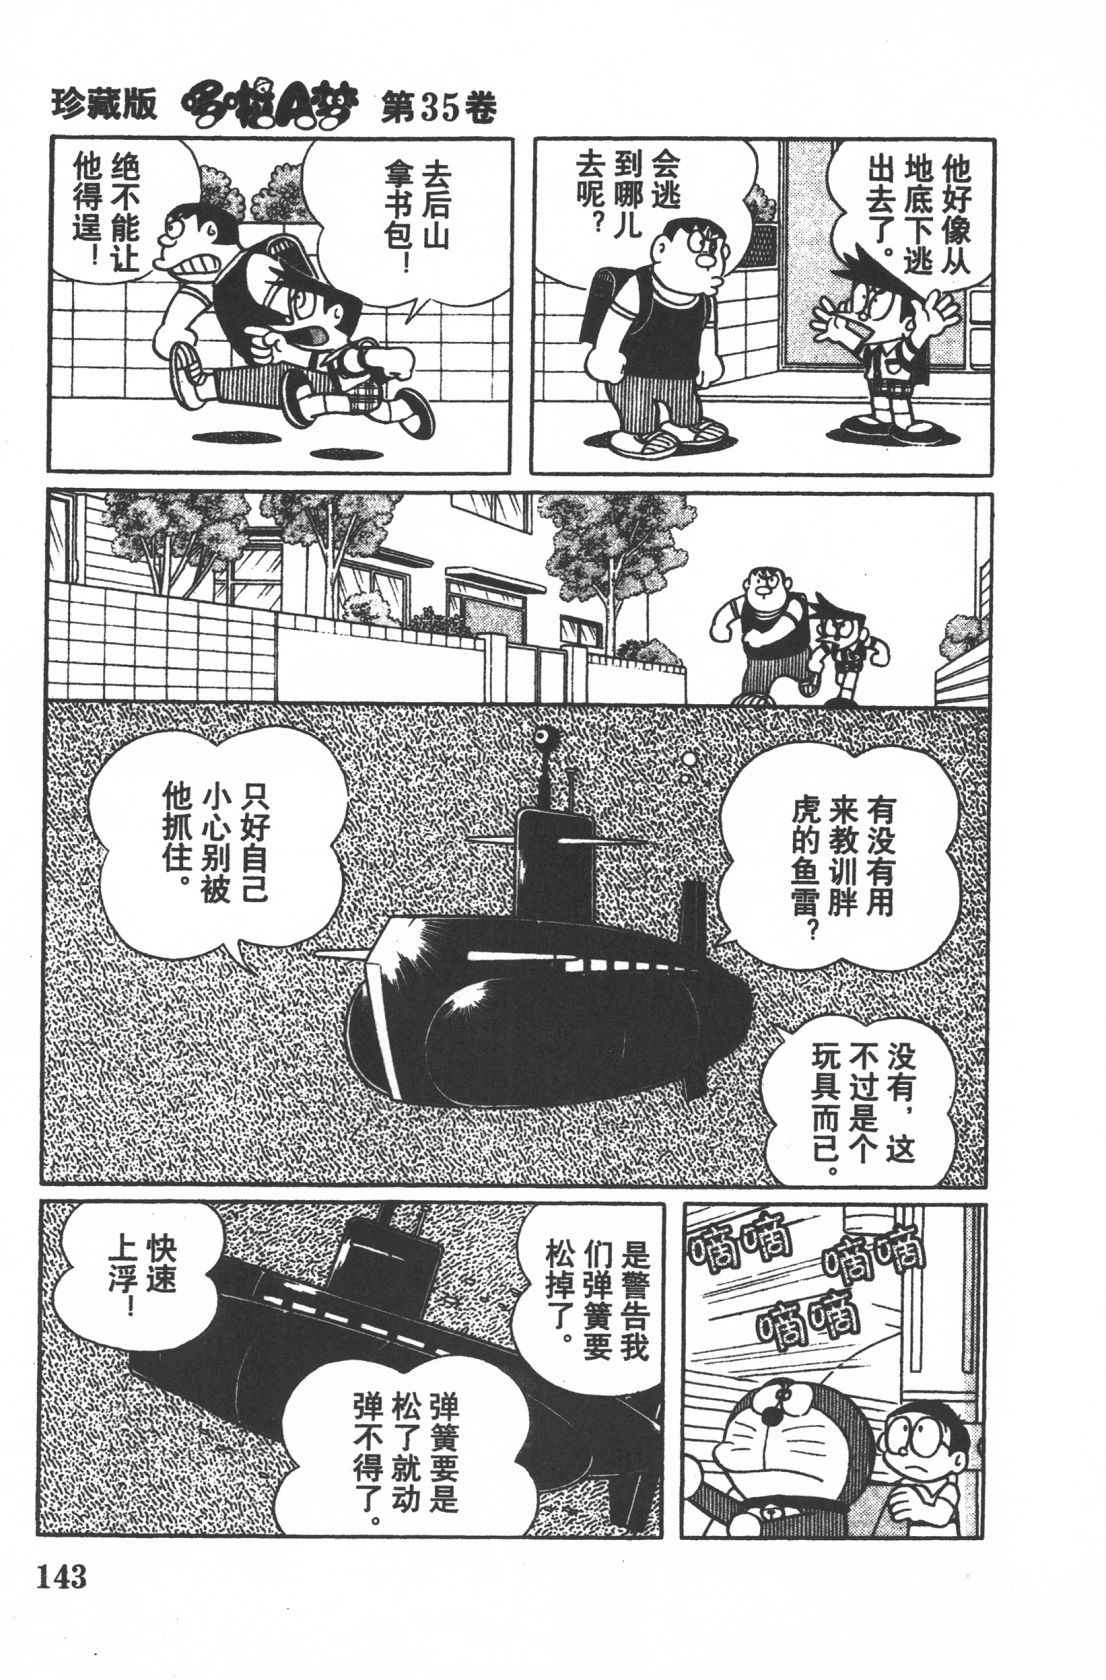 珍藏版 哆啦A梦 第35卷
他好像从
地底下逃
出去了。
会逃
到哪儿
去呢？
去后山
拿书包！
绝不能让
他得逞！
有没有用
来教训胖
虎的鱼雷？
没有，这
不过是个
玩具而已。
只好自己
小心别被
他抓住。
嘀嘀
嘀嘀
嘀嘀
是警告我
们弹簧要
松掉了。
弹簧要是
松了就动
弹不得了。
快速
上浮！
143